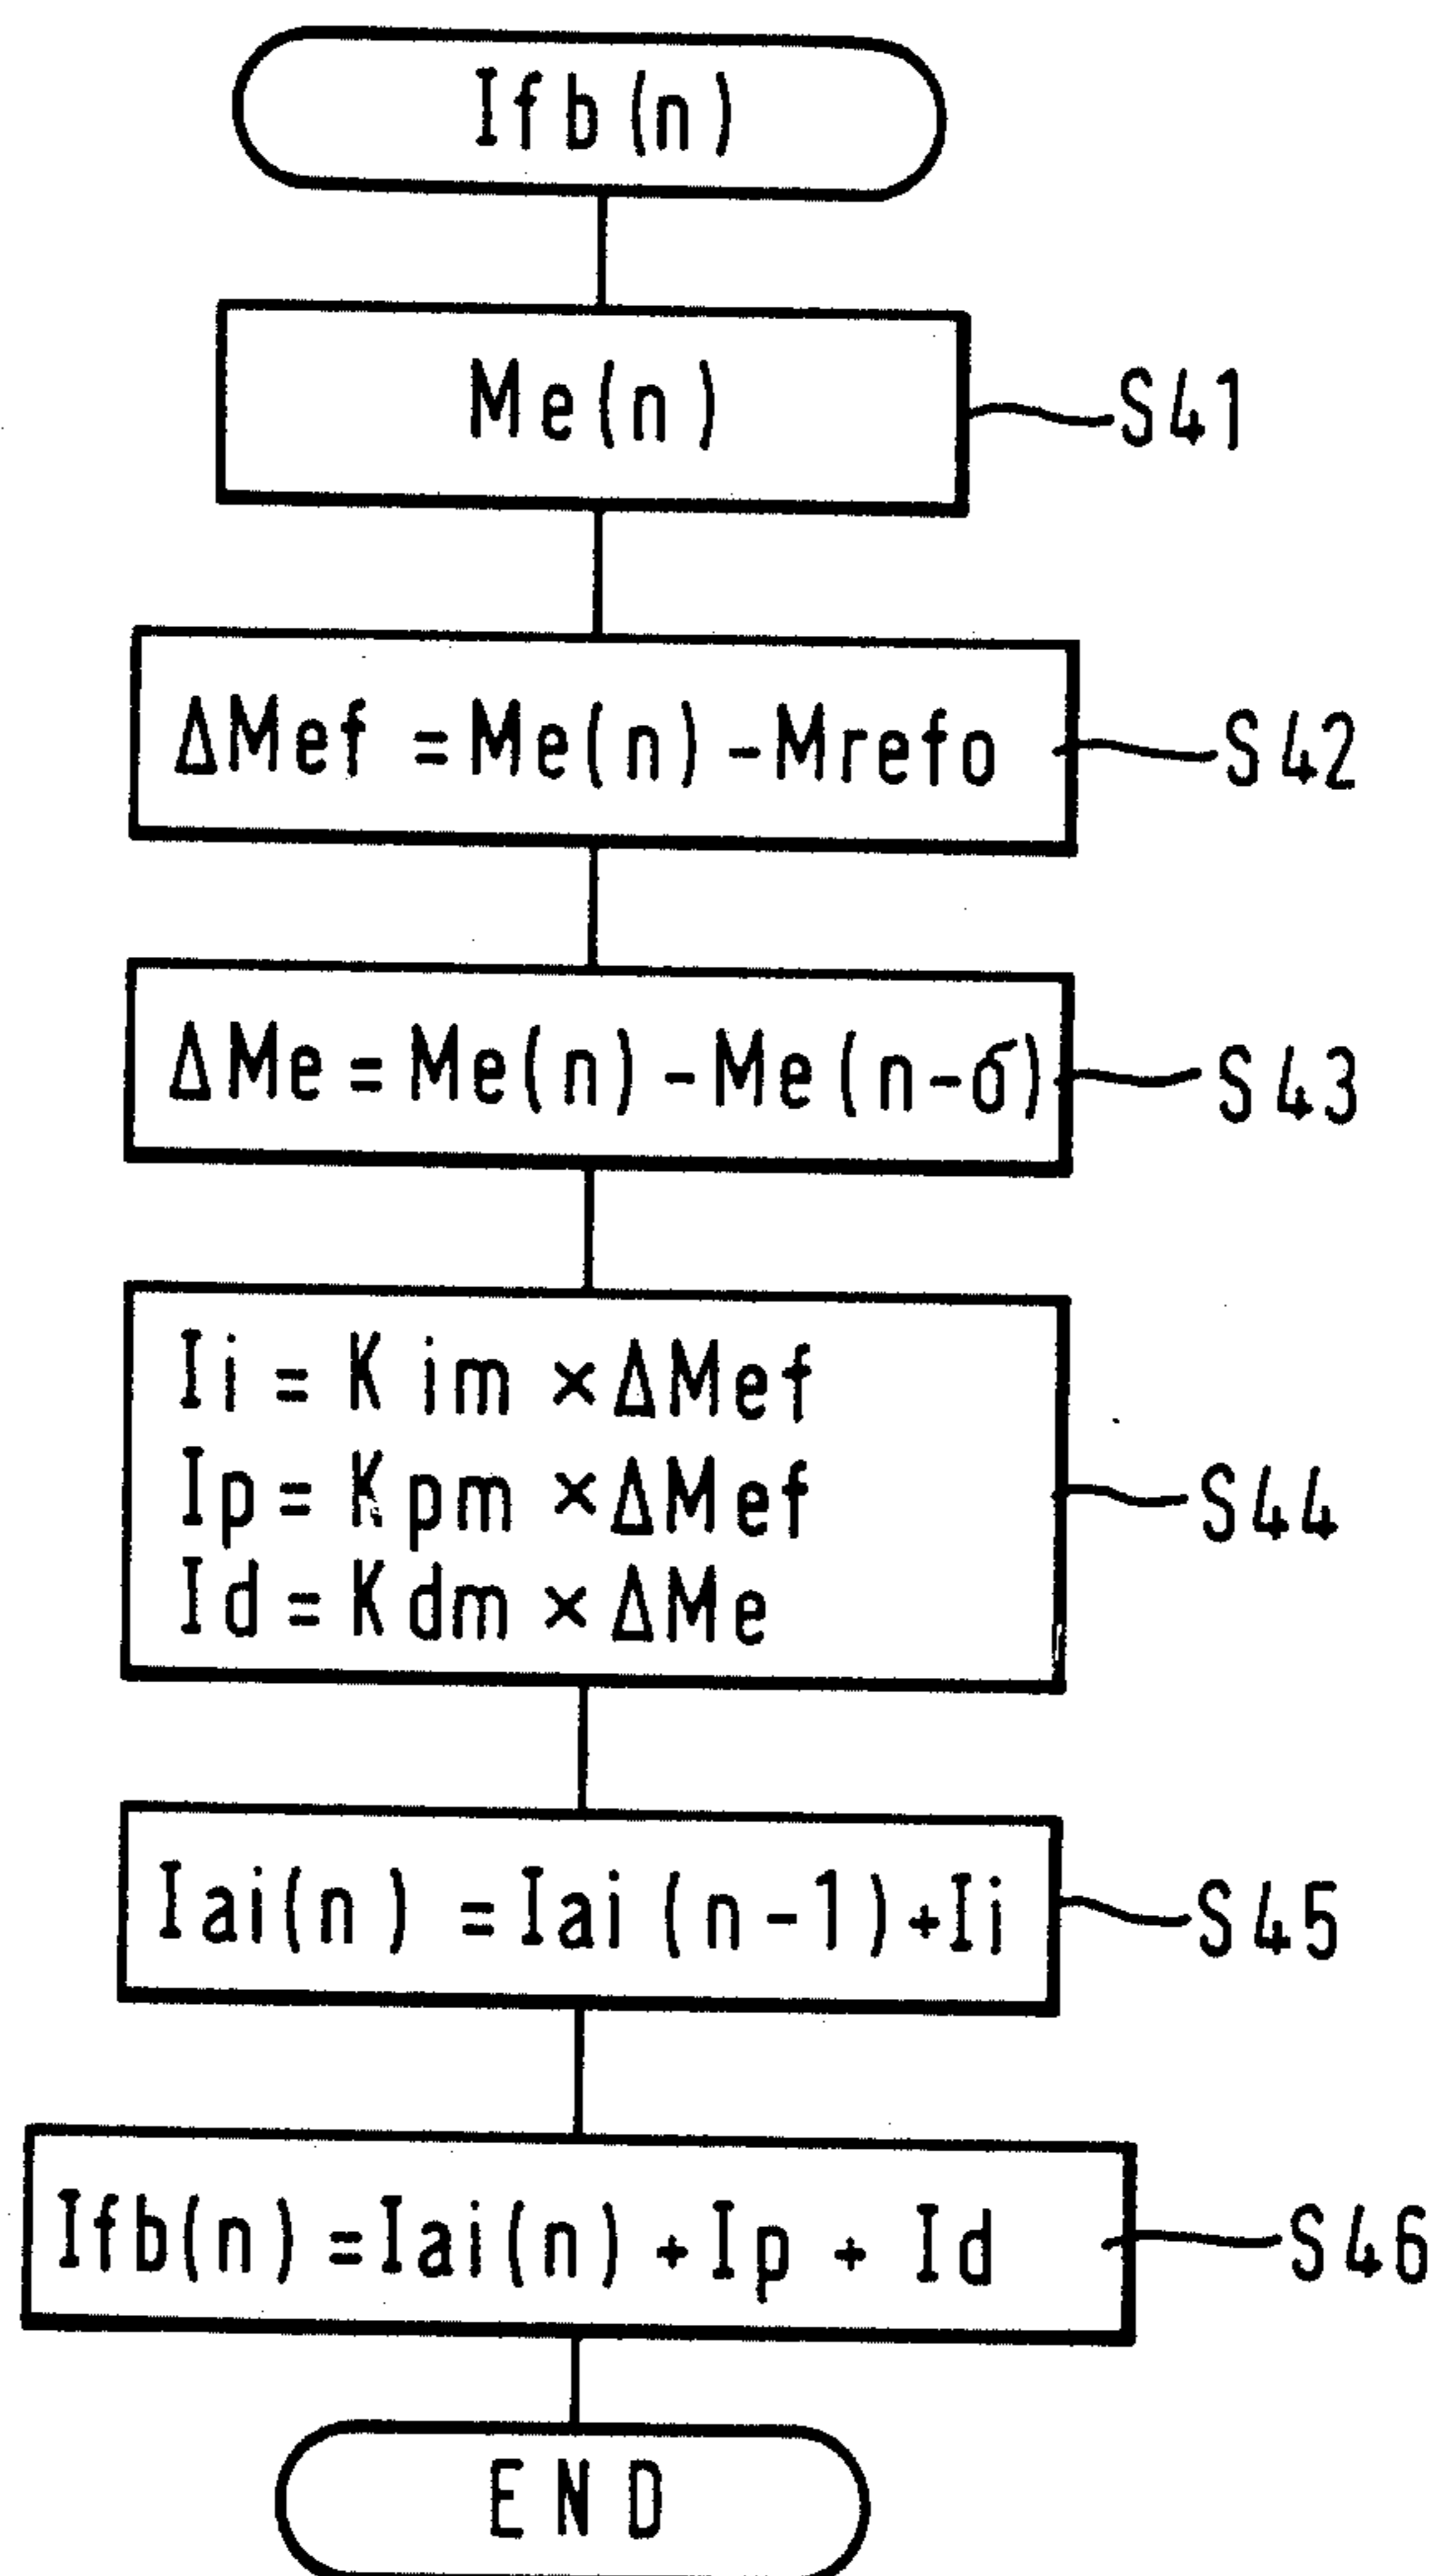 Ifb(n)
Me(n)
S41
ΔMef = Me(n) - Mrefo
S42
ΔMe = Me(n) - Me(n-σ)
S43
Ii = Kim × ΔMef
Ip = Kpm × ΔMef
Id = Kdm × ΔMe
S44
Iai(n) = Iai(n-1) + Ii
S45
Ifb(n) = Iai(n) + Ip + Id
S46
END